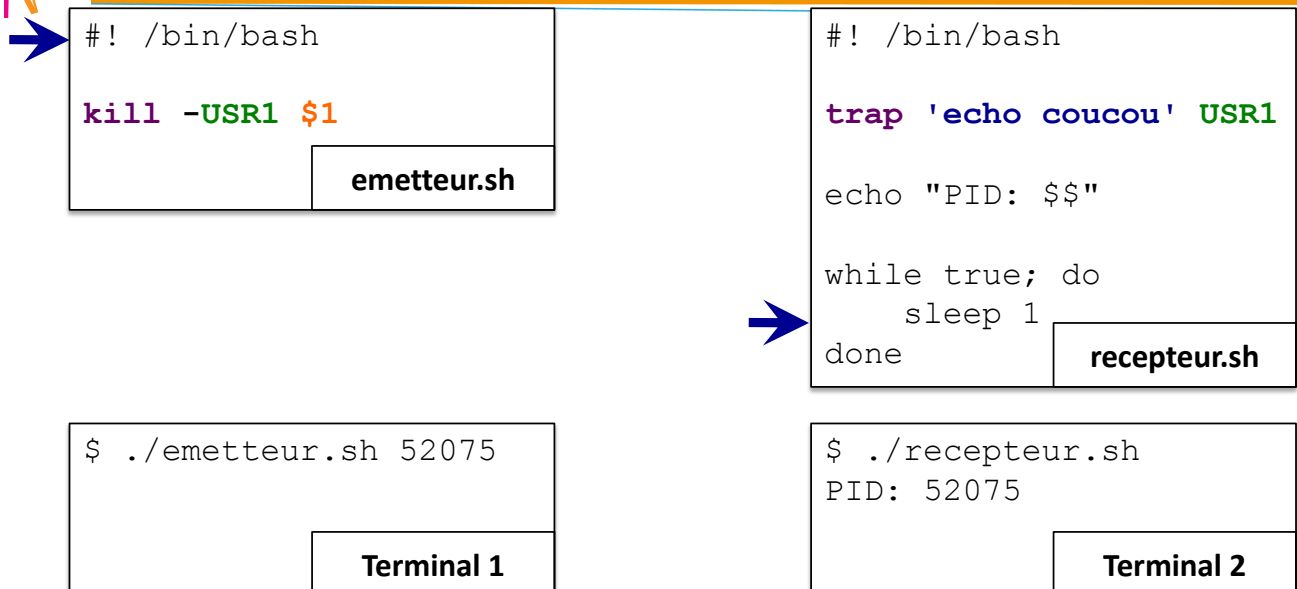 #! /bin/bash
kill -USR1 $1
emetteur.sh
#! /bin/bash
trap 'echo coucou' USR1
echo "PID: $$"
while true; do
    sleep 1
done
recepteur.sh
$ ./emetteur.sh 52075
Terminal 1
$ ./recepteur.sh
PID: 52075
Terminal 2